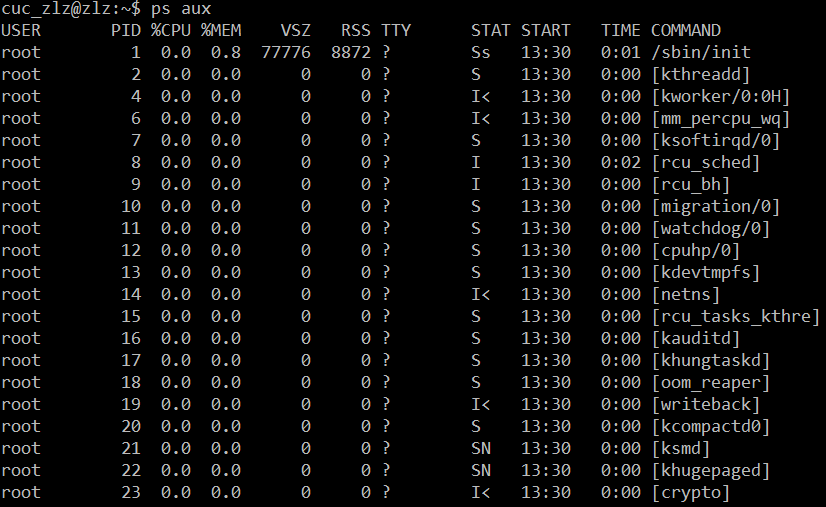 cuc_zlz@zlz:~$ ps aux
USER       PID %CPU %MEM    VSZ   RSS TTY      STAT START   TIME COMMAND
root         1  0.0  0.8  77776  8872 ?        Ss   13:30   0:01 /sbin/init
root         2  0.0  0.0      0     0 ?        S    13:30   0:00 [kthreadd]
root         4  0.0  0.0      0     0 ?        I<   13:30   0:00 [kworker/0:0H]
root         6  0.0  0.0      0     0 ?        I<   13:30   0:00 [mm_percpu_wq]
root         7  0.0  0.0      0     0 ?        S    13:30   0:00 [ksoftirqd/0]
root         8  0.0  0.0      0     0 ?        I    13:30   0:02 [rcu_sched]
root         9  0.0  0.0      0     0 ?        I    13:30   0:00 [rcu_bh]
root        10  0.0  0.0      0     0 ?        S    13:30   0:00 [migration/0]
root        11  0.0  0.0      0     0 ?        S    13:30   0:00 [watchdog/0]
root        12  0.0  0.0      0     0 ?        S    13:30   0:00 [cpuhp/0]
root        13  0.0  0.0      0     0 ?        S    13:30   0:00 [kdevtmpfs]
root        14  0.0  0.0      0     0 ?        I<   13:30   0:00 [netns]
root        15  0.0  0.0      0     0 ?        S    13:30   0:00 [rcu_tasks_kthre]
root        16  0.0  0.0      0     0 ?        S    13:30   0:00 [kauditd]
root        17  0.0  0.0      0     0 ?        S    13:30   0:00 [khungtaskd]
root        18  0.0  0.0      0     0 ?        S    13:30   0:00 [oom_reaper]
root        19  0.0  0.0      0     0 ?        I<   13:30   0:00 [writeback]
root        20  0.0  0.0      0     0 ?        S    13:30   0:00 [kcompactd0]
root        21  0.0  0.0      0     0 ?        SN   13:30   0:00 [ksmd]
root        22  0.0  0.0      0     0 ?        SN   13:30   0:00 [khugepaged]
root        23  0.0  0.0      0     0 ?        I<   13:30   0:00 [crypto]